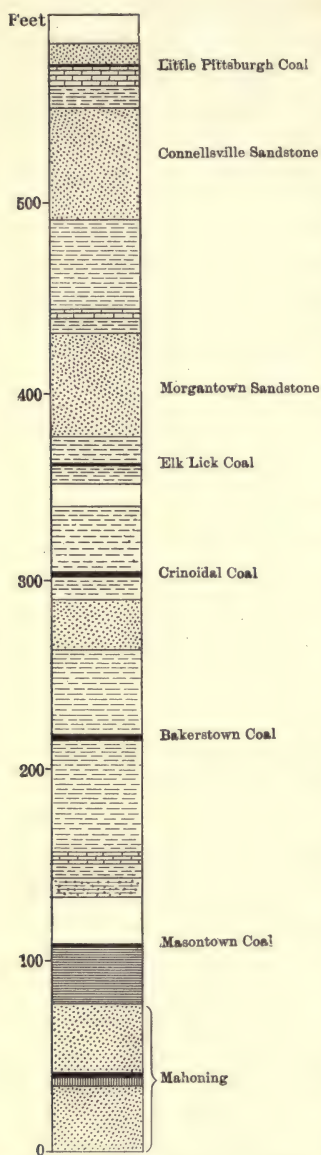 Feet
Little Pittsburgh Coal
Connellsville Sandstone
500
Morgantown Sandstone
400
Elk Lick Coal
Crinoidal Coal
300
Bakerstown Coal
200
Masontown Coal
100
Mahoning
0